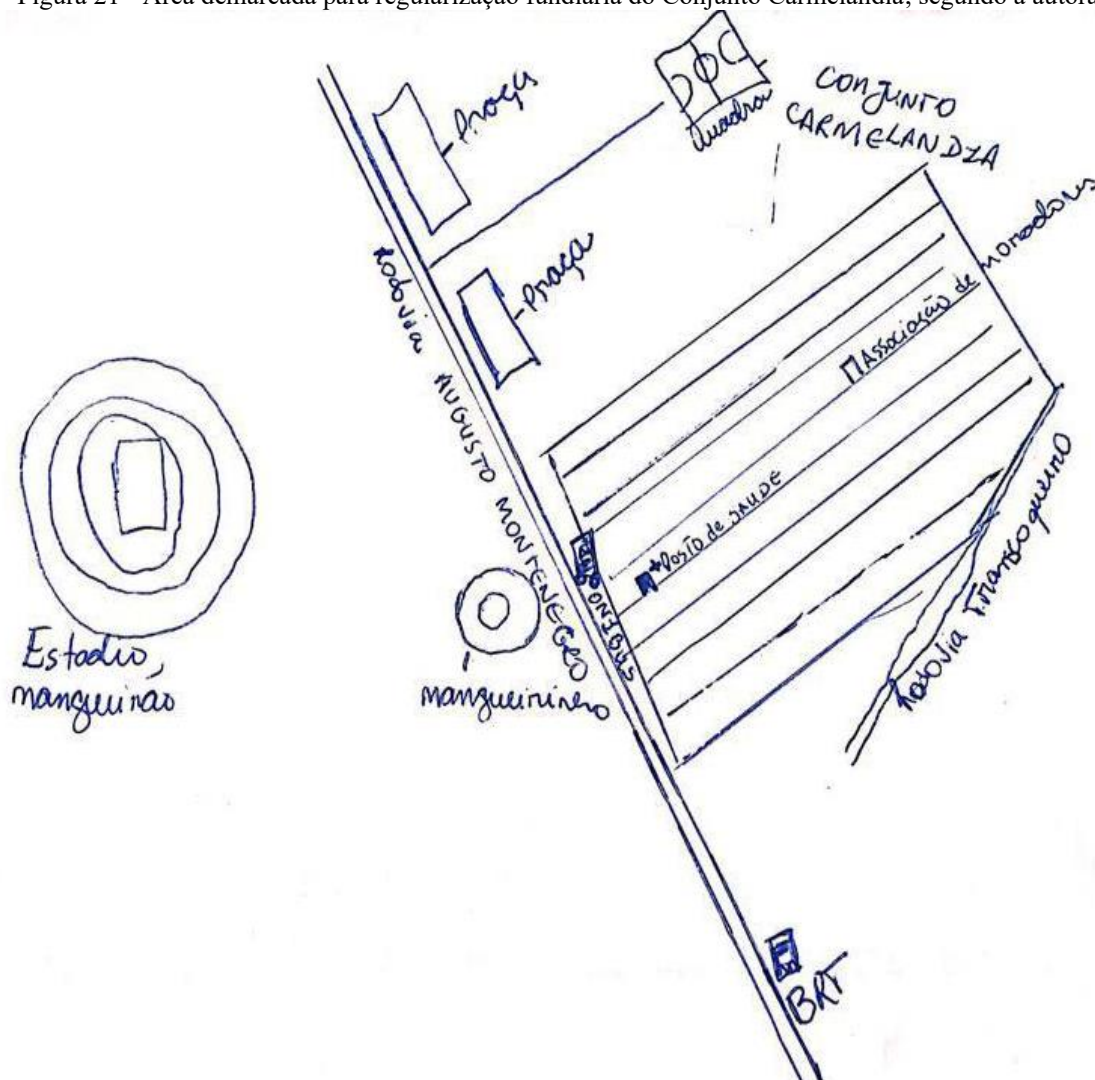 Figura 21 – Área demarcada para regularização fundiária do Conjunto Carmelândia, segundo a autora
Praça
Quadra
CONJUNTO
CARMELANDIA
Praça
Rodovia AUGUSTO MONTENEGRO
Associação de moradores
+Posto de SAUDE
ONIBUS
Estadio,
mangueirao
mangueirinho
Rodovia Transcoqueiro
BRT